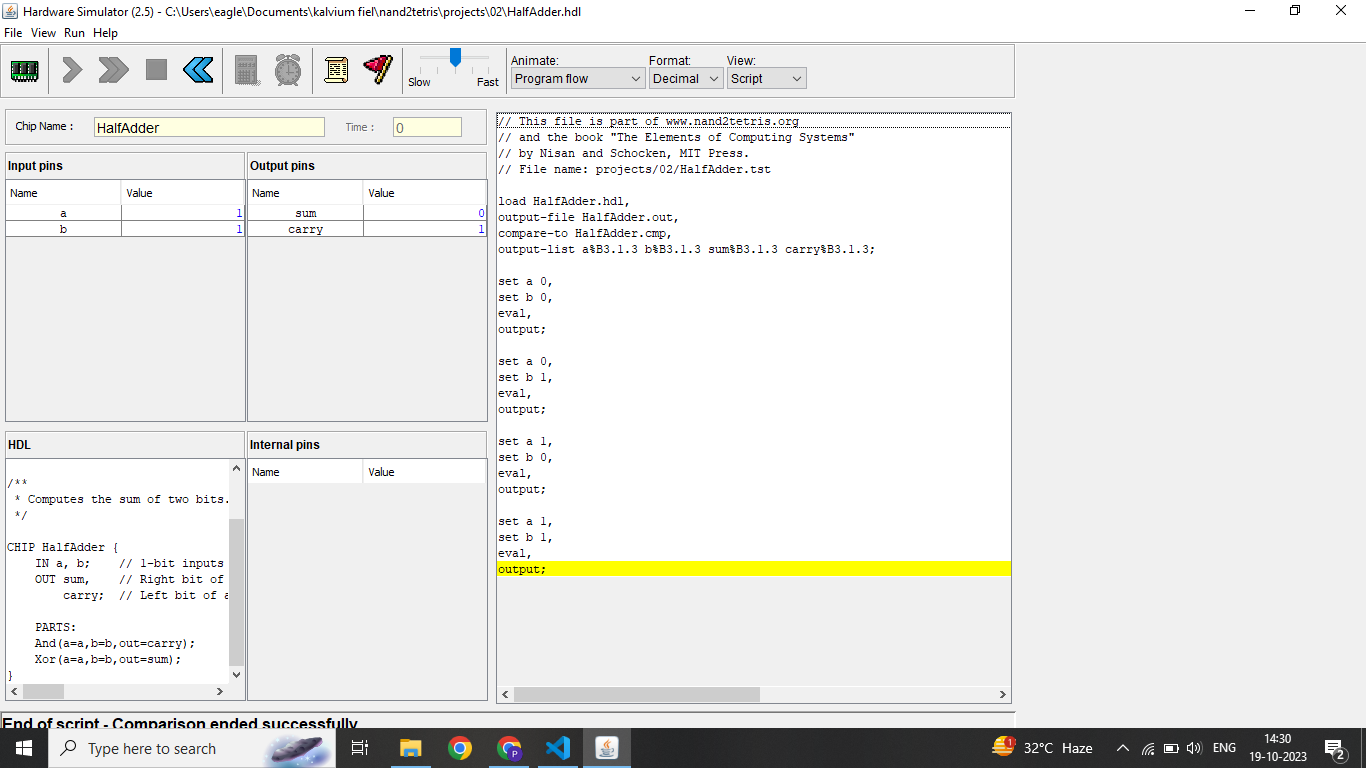 Hardware Simulator (2.5) - C:\Users\eagle\Documents\kalvium fiel\nand2tetris\projects\02\HalfAdder.hdl
File View Run Help
Slow Fast
Animate: Format: View:
Program flow Decimal Script
Chip Name : HalfAdder Time : 0
Input pins
Name Value
a 1
b 1
Output pins
Name Value
sum 0
carry 1
HDL
/**
* Computes the sum of two bits.
*/
CHIP HalfAdder {
IN a, b; // 1-bit inputs
OUT sum, // Right bit of
carry; // Left bit of a
PARTS:
And(a=a,b=b,out=carry);
Xor(a=a,b=b,out=sum);
}
Internal pins
Name Value
// This file is part of www.nand2tetris.org
// and the book "The Elements of Computing Systems"
// by Nisan and Schocken, MIT Press.
// File name: projects/02/HalfAdder.tst
load HalfAdder.hdl,
output-file HalfAdder.out,
compare-to HalfAdder.cmp,
output-list a%B3.1.3 b%B3.1.3 sum%B3.1.3 carry%B3.1.3;
set a 0,
set b 0,
eval,
output;
set a 0,
set b 1,
eval,
output;
set a 1,
set b 0,
eval,
output;
set a 1,
set b 1,
eval,
output;
End of script - Comparison ended successfully
Type here to search
P
1
32°C Haze
ENG
14:30
19-10-2023
2